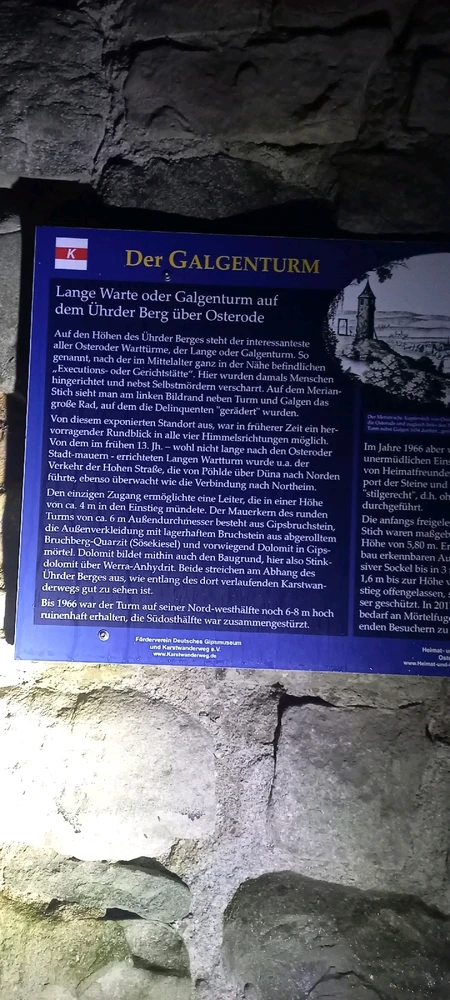 K
Der GALGENTURM
Lange Warte oder Galgenturm auf
dem Ührder Berg über Osterode
Auf den Höhen des Ührder Berges steht der interessanteste
aller Osteroder Warttürme, der Lange oder Galgenturm. So
genannt, nach der im Mittelalter ganz in der Nähe befindlichen
„Executions- oder Gerichtstätte". Hier wurden damals Menschen
hingerichtet und nebst Selbstmördern verscharrt. Auf dem Merian-
Stich sieht man am linken Bildrand neben Turm und Galgen das
große Rad, auf dem die Delinquenten "gerädert" wurden.
Von diesem exponierten Standort aus, war in früherer Zeit ein her-
vorragender Rundblick in alle vier Himmelsrichtungen möglich.
Von dem im frühen 13. Jh. – wohl nicht lange nach den Osteroder
Stadt-mauern - errichteten Langen Wartturm wurde u.a. der
Verkehr der Hohen Straße, die von Pöhlde über Düna nach Norden
führte, ebenso überwacht wie die Verbindung nach Northeim.
Den einzigen Zugang ermöglichte eine Leiter, die in einer Höhe
von ca. 4 m in den Einstieg mündete. Der Mauerkern des runden
Turms von ca. 6 m Außendurchmesser besteht aus Gipsbruchstein,
die Außenverkleidung mit lagerhaftem Bruchstein aus abgerolltem
Bruchberg-Quarzit (Sösekiesel) und vorwiegend Dolomit in Gips-
mörtel. Dolomit bildet mithin auch den Baugrund, hier also Stink-
dolomit über Werra-Anhydrit. Beide streichen am Abhang des
Ührder Berges aus, wie entlang des dort verlaufenden Karstwan-
derwegs gut zu sehen ist.
Bis 1966 war der Turm auf seiner Nord-westhälfte noch 6-8 m hoch
ruinenhaft erhalten, die Südosthälfte war zusammengestürzt.
Förderverein Deutsches Gipsmuseum
und Karstwanderweg e.V.
www.Karstwanderweg.de
Im Jahre 1966 aber w
unermüdlichen Eins
von Heimatfreunde
port der Steine und
"stilgerecht", d.h. oh
durchgeführt.
Die anfangs freigele
Stich waren maßgeb
Höhe von 5,80 m. Er
bau erkennbaren Au
siver Sockel bis in 3
1,6 m bis zur Höhe v
stieg offengelassen, s
ser geschützt. In 201
bedarf an Mörtelfuge
enden Besuchern zu
Heimat- u
Oste
www.Heimat-und-